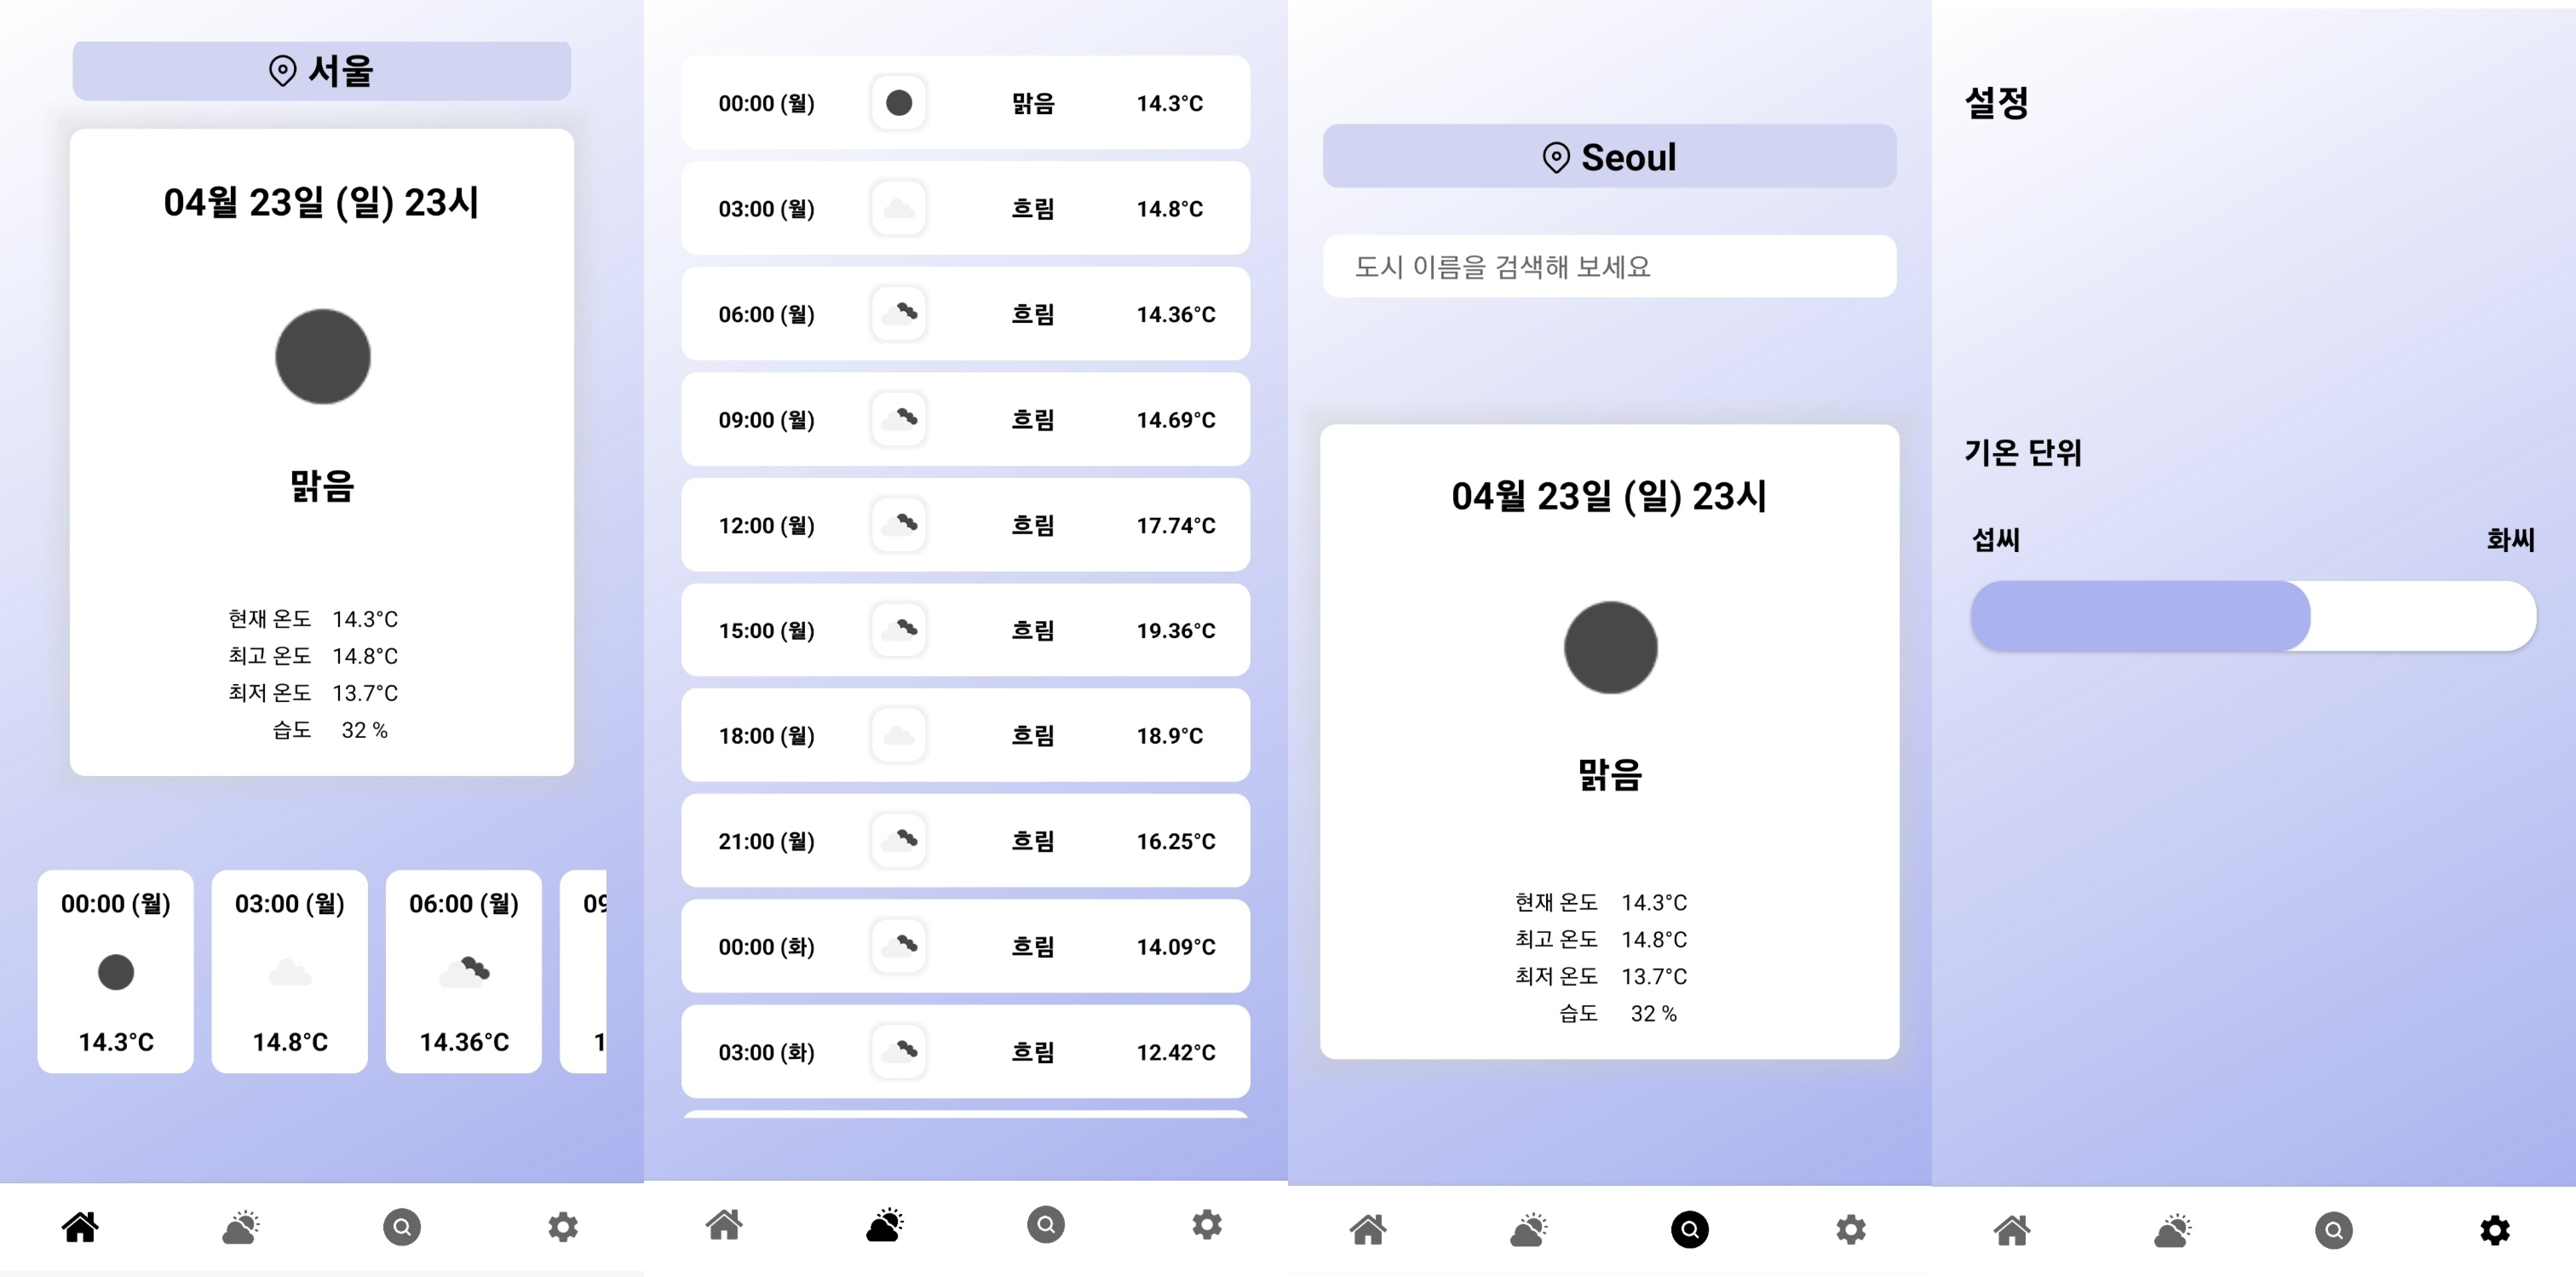 서울
04월 23일 (일) 23시
맑음
현재 온도 14.3°C
최고 온도 14.8°C
최저 온도 13.7°C
습도 32 %
00:00 (월)
14.3°C
03:00 (월)
14.8°C
06:00 (월)
14.36°C
09
1
00:00 (월) 맑음 14.3°C
03:00 (월) 흐림 14.8°C
06:00 (월) 흐림 14.36°C
09:00 (월) 흐림 14.69°C
12:00 (월) 흐림 17.74°C
15:00 (월) 흐림 19.36°C
18:00 (월) 흐림 18.9°C
21:00 (월) 흐림 16.25°C
00:00 (화) 흐림 14.09°C
03:00 (화) 흐림 12.42°C
Seoul
도시 이름을 검색해 보세요
04월 23일 (일) 23시
맑음
현재 온도 14.3°C
최고 온도 14.8°C
최저 온도 13.7°C
습도 32 %
설정
기온 단위
섭씨 화씨